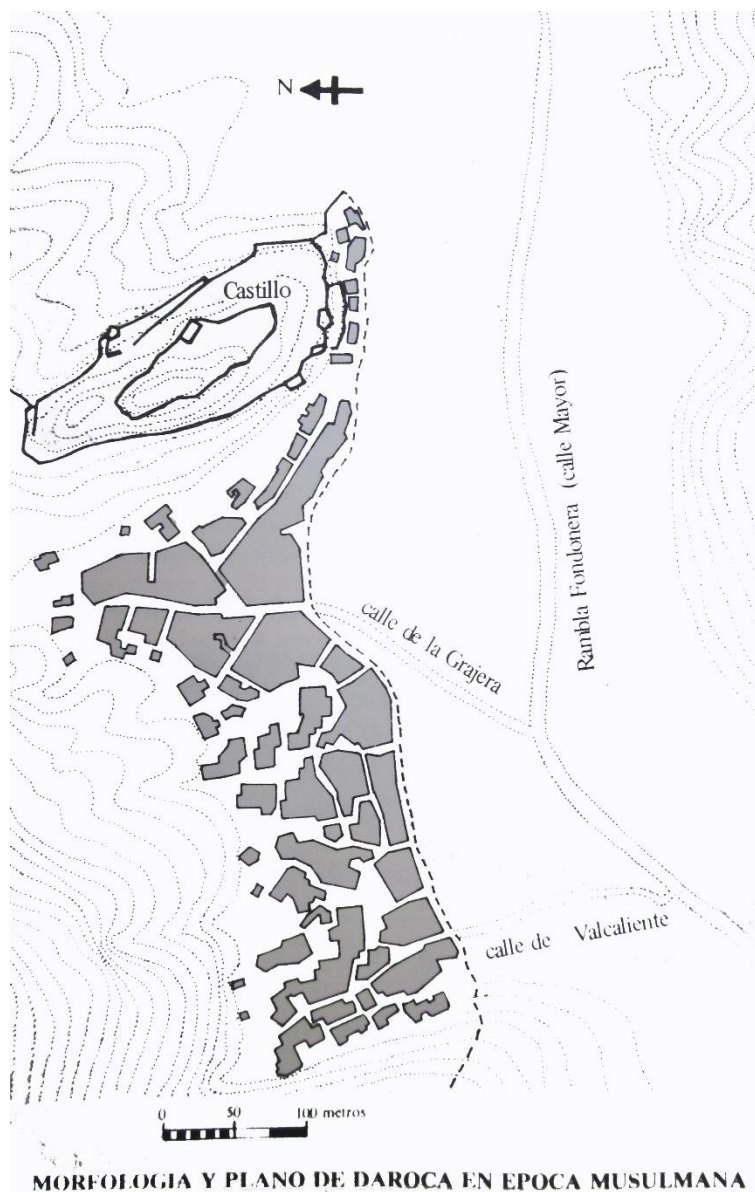 N
Castillo
Rambla Fondonera (calle Mayor)
calle de la Grajera
calle de Valcaliente
0 50 100 metros
MORFOLOGIA Y PLANO DE DAROCA EN EPOCA MUSULMANA